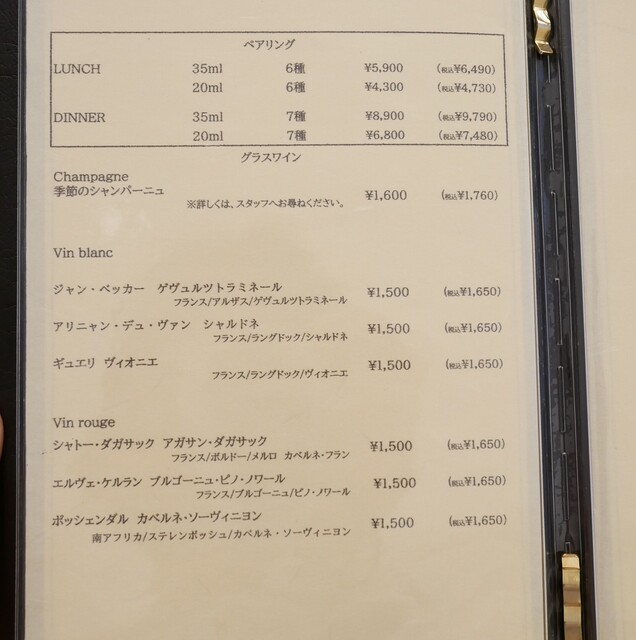 ペアリング
LUNCH 35ml 6種 ¥5,900 (税込¥6,490)
20ml 6種 ¥4,300 (税込¥4,730)
DINNER 35ml 7種 ¥8,900 (税込¥9,790)
20ml 7種 ¥6,800 (税込¥7,480)
グラスワイン
Champagne
季節のシャンパーニュ ¥1,600 (税込¥1,760)
※詳しくは、スタッフへお尋ねください。
Vin blanc
ジャン・ベッカー ゲヴュルツトラミネール ¥1,500 (税込¥1,650)
フランス/アルザス/ゲヴュルツトラミネール
アリニャン・デュ・ヴァン シャルドネ ¥1,500 (税込¥1,650)
フランス/ラングドック/シャルドネ
ギュエリ ヴィオニエ ¥1,500 (税込¥1,650)
フランス/ラングドック/ヴィオニエ
Vin rouge
シャトー・ダガサック アガサン・ダガサック ¥1,500 (税込¥1,650)
フランス/ボルドー/メルロ カベルネ・フラン
エルヴェ・ケルラン ブルゴーニュ・ピノ・ノワール ¥1,500 (税込¥1,650)
フランス/ブルゴーニュ/ピノ・ノワール
ボッシェンダル カベルネ・ソーヴィニヨン ¥1,500 (税込¥1,650)
南アフリカ/ステレンボッシュ/カベルネ・ソーヴィニヨン